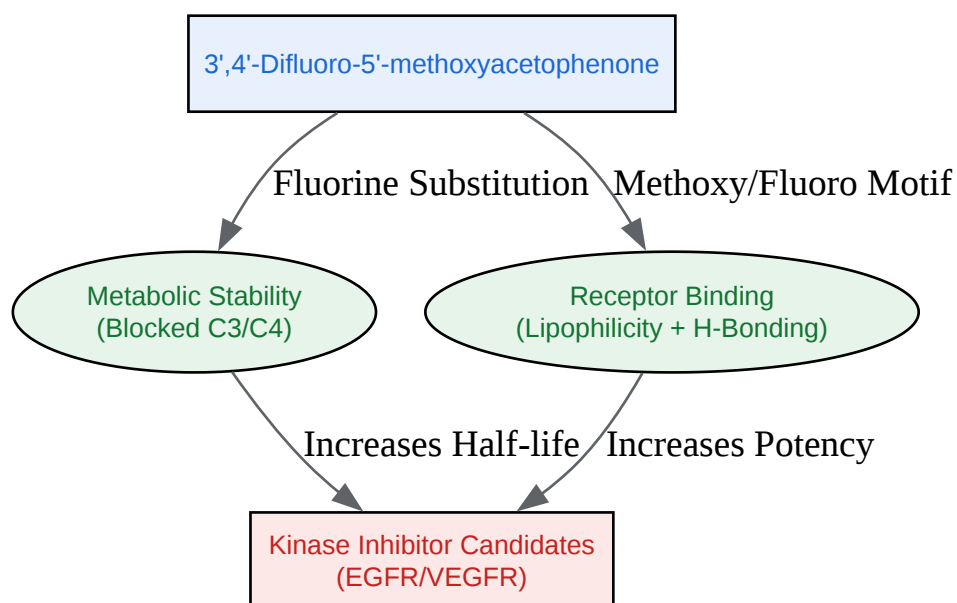 3',4'-Difluoro-5'-methoxyacetophenone
Fluorine Substitution
Methoxy/Fluoro Motif
Metabolic Stability
(Blocked C3/C4)
Receptor Binding
(Lipophilicity + H-Bonding)
Increases Half-life
Increases Potency
Kinase Inhibitor Candidates
(EGFR/VEGFR)